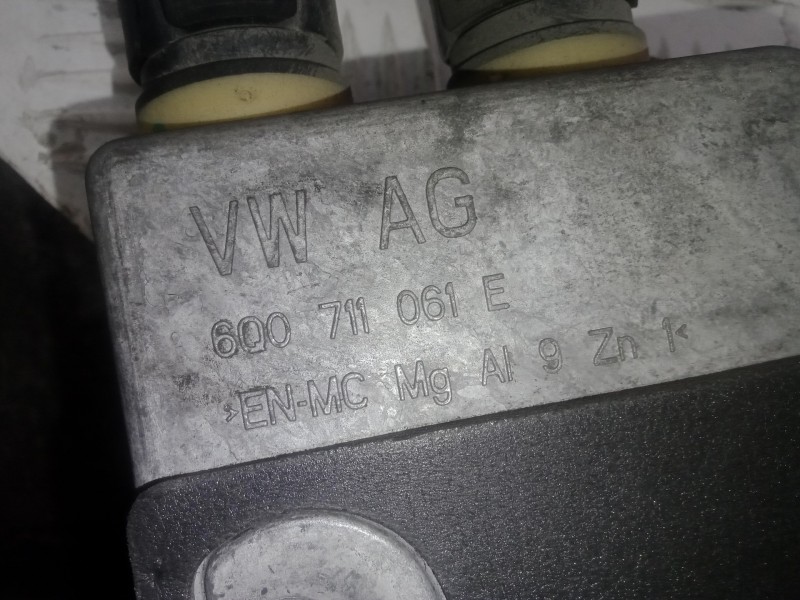 VW AG
6Q0 711 061 E
>EN-MC Mg Al 9 Zn 1<